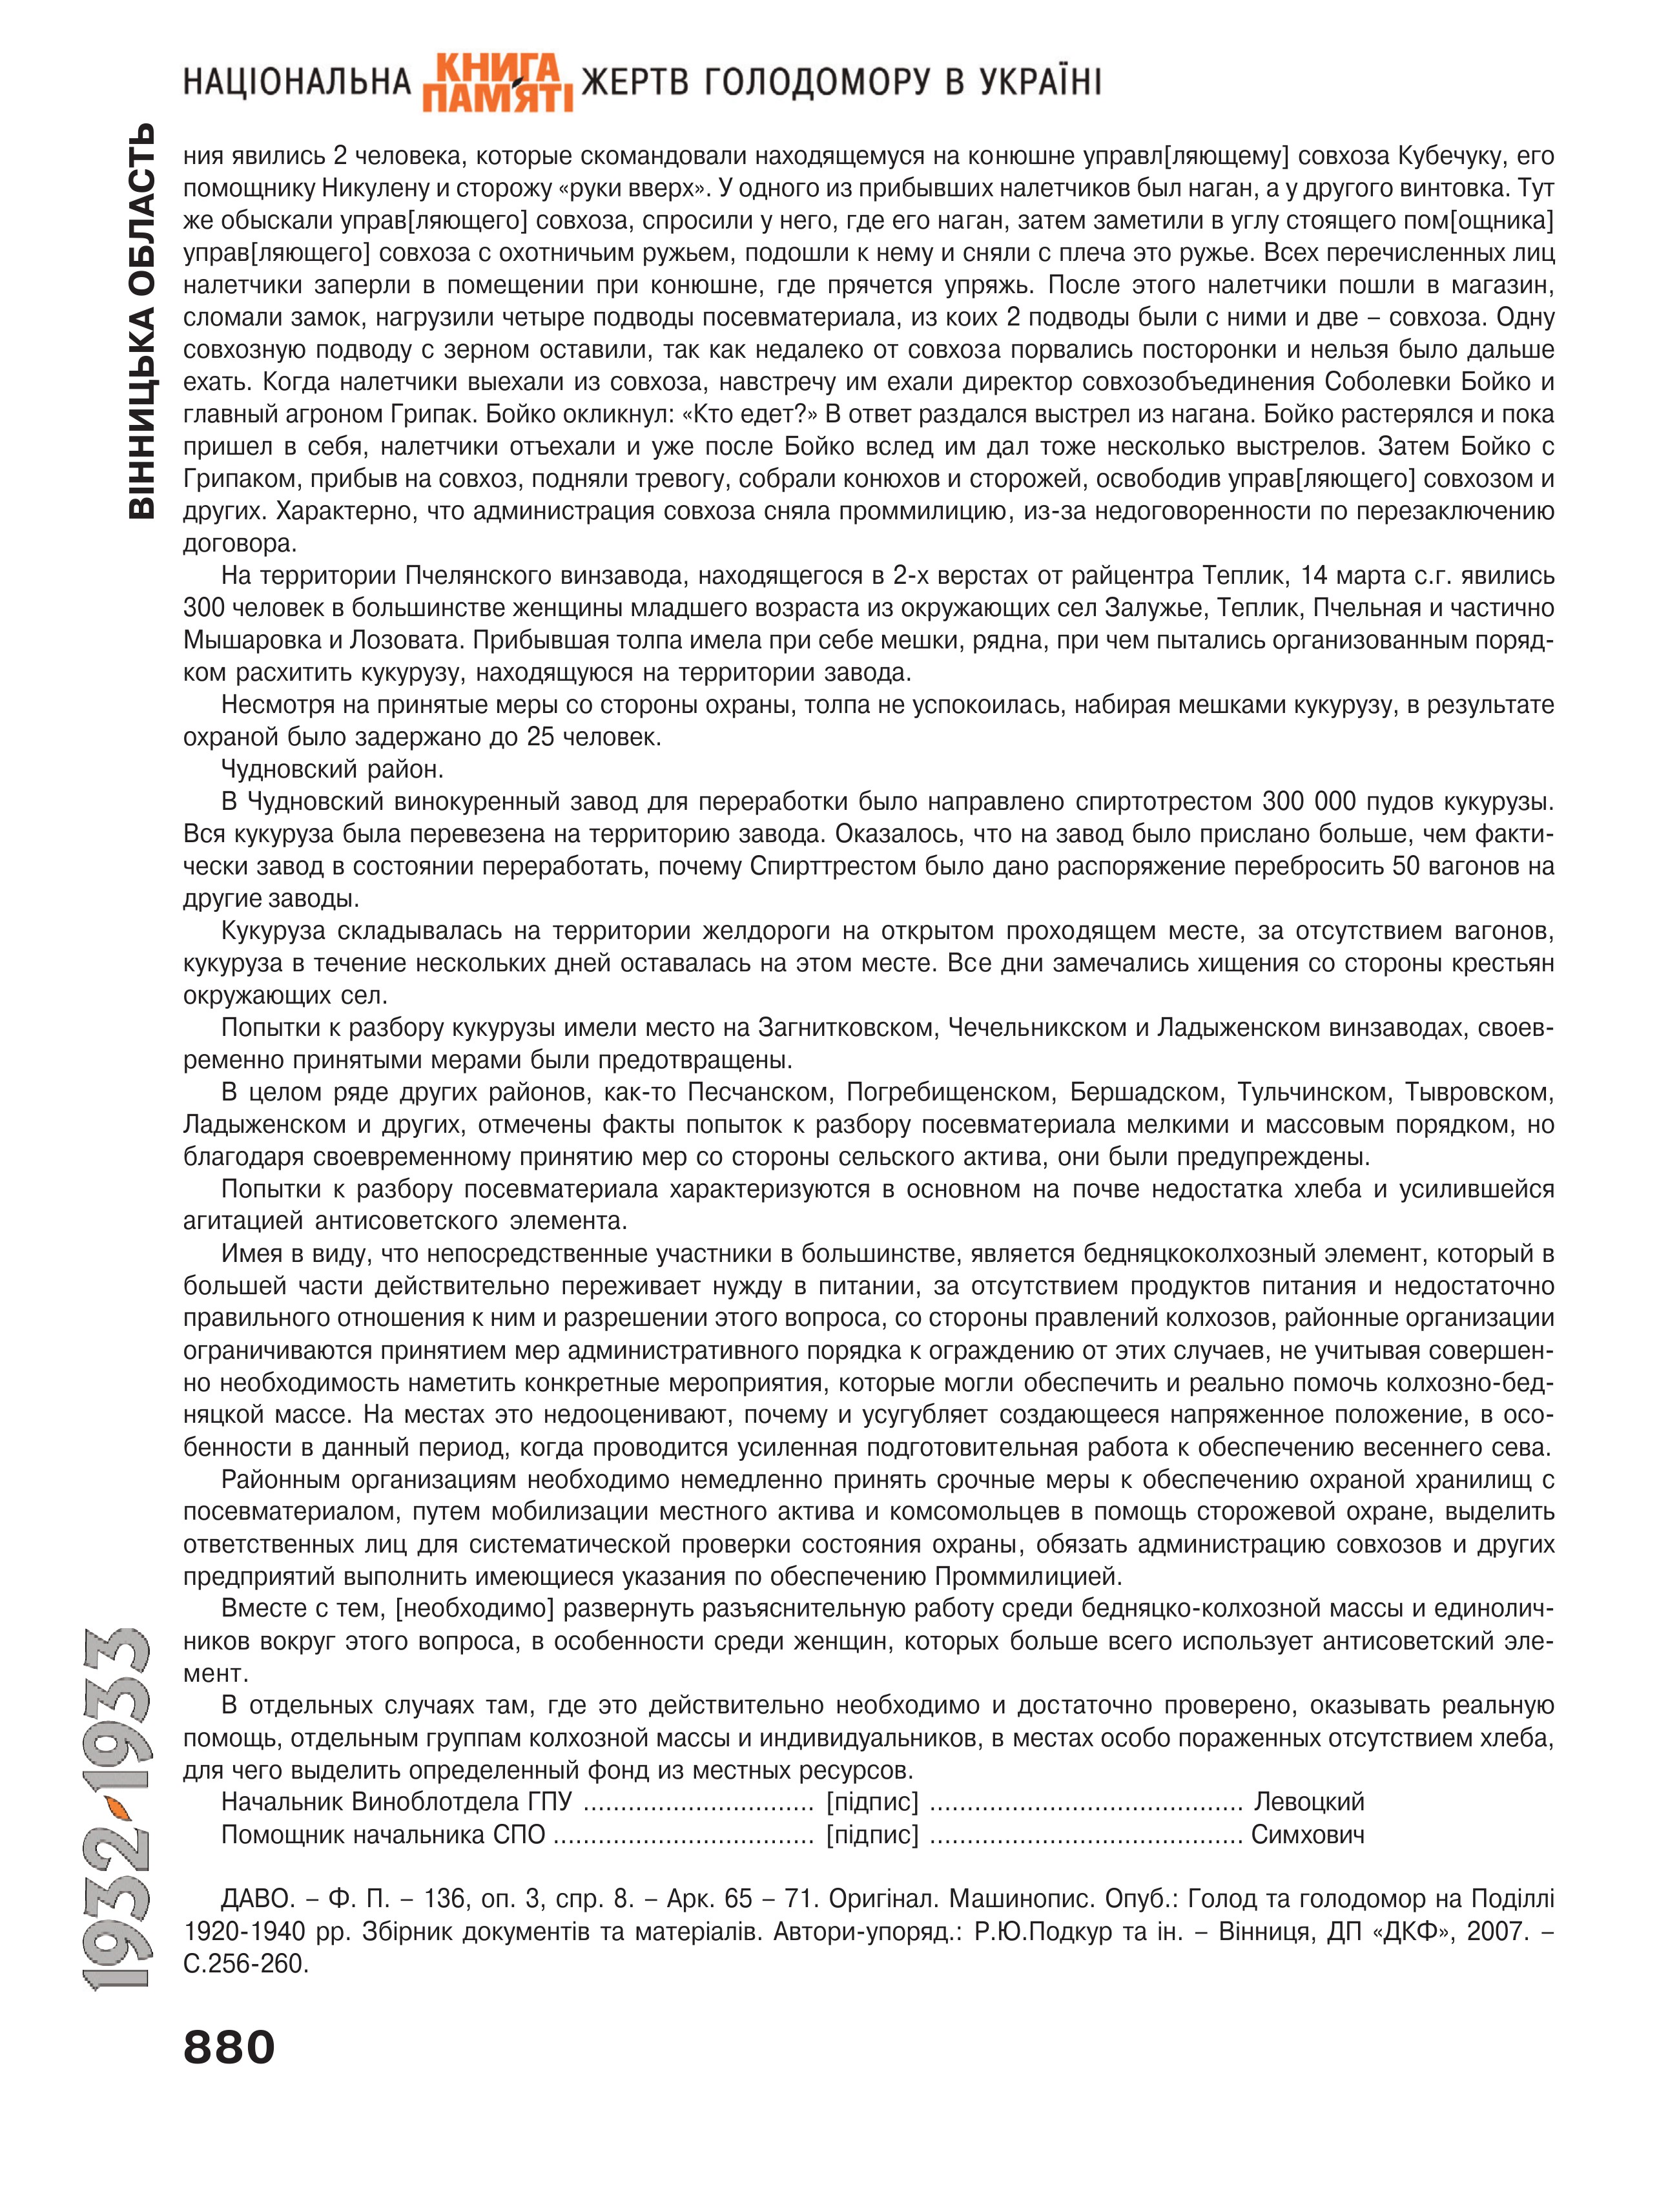 НАЦІОНАЛЬНА КНИГА ПАМ'ЯТІ ЖЕРТВ ГОЛОДОМОРУ В УКРАЇНІ
ВІННИЦЬКА ОБЛАСТЬ
ния явились 2 человека, которые скомандовали находящемуся на конюшне управл[ляющему] совхоза Кубечуку, его
помощнику Никулену и сторожу «руки вверх». У одного из прибывших налетчиков был наган, а у другого винтовка. Тут
же обыскали управ[ляющего] совхоза, спросили у него, где его наган, затем заметили в углу стоящего пом[ощника]
управ[ляющего] совхоза с охотничьим ружьем, подошли к нему и сняли с плеча это ружье. Всех перечисленных лиц
налетчики заперли в помещении при конюшне, где прячется упряжь. После этого налетчики пошли в магазин,
сломали замок, нагрузили четыре подводы посевматериала, из коих 2 подводы были с ними и две – совхоза. Одну
совхозную подводу с зерном оставили, так как недалеко от совхоза порвались посторонки и нельзя было дальше
ехать. Когда налетчики выехали из совхоза, навстречу им ехали директор совхозобъединения Соболевки Бойко и
главный агроном Грипак. Бойко окликнул: «Кто едет?» В ответ раздался выстрел из нагана. Бойко растерялся и пока
пришел в себя, налетчики отъехали и уже после Бойко вслед им дал тоже несколько выстрелов. Затем Бойко с
Грипаком, прибыв на совхоз, подняли тревогу, собрали конюхов и сторожей, освободив управ[ляющего] совхозом и
других. Характерно, что администрация совхоза сняла проммилицию, из-за недоговоренности по перезаключению
договора.
На территории Пчелянского винзавода, находящегося в 2-х верстах от райцентра Теплик, 14 марта с.г. явились
300 человек в большинстве женщины младшего возраста из окружающих сел Залужье, Теплик, Пчельная и частично
Мышаровка и Лозовата. Прибывшая толпа имела при себе мешки, рядна, при чем пытались организованным поряд-
ком расхитить кукурузу, находящуюся на территории завода.
Несмотря на принятые меры со стороны охраны, толпа не успокоилась, набирая мешками кукурузу, в результате
охраной было задержано до 25 человек.
Чудновский район.
В Чудновский винокуренный завод для переработки было направлено спиртотрестом 300 000 пудов кукурузы.
Вся кукуруза была перевезена на территорию завода. Оказалось, что на завод было прислано больше, чем факти-
чески завод в состоянии переработать, почему Спирттрестом было дано распоряжение перебросить 50 вагонов на
другие заводы.
Кукуруза складывалась на территории желдороги на открытом проходящем месте, за отсутствием вагонов,
кукуруза в течение нескольких дней оставалась на этом месте. Все дни замечались хищения со стороны крестьян
окружающих сел.
Попытки к разбору кукурузы имели место на Загнитковском, Чечельникском и Ладыженском винзаводах, своев-
ременно принятыми мерами были предотвращены.
В целом ряде других районов, как-то Песчанском, Погребищенском, Бершадском, Тульчинском, Тывровском,
Ладыженском и других, отмечены факты попыток к разбору посевматериала мелкими и массовым порядком, но
благодаря своевременному принятию мер со стороны сельского актива, они были предупреждены.
Попытки к разбору посевматериала характеризуются в основном на почве недостатка хлеба и усилившейся
агитацией антисоветского элемента.
Имея в виду, что непосредственные участники в большинстве, является бедняцкоколхозный элемент, который в
большей части действительно переживает нужду в питании, за отсутствием продуктов питания и недостаточно
правильного отношения к ним и разрешении этого вопроса, со стороны правлений колхозов, районные организации
ограничиваются принятием мер административного порядка к ограждению от этих случаев, не учитывая совершен-
но необходимость наметить конкретные мероприятия, которые могли обеспечить и реально помочь колхозно-бед-
няцкой массе. На местах это недооценивают, почему и усугубляет создающееся напряженное положение, в осо-
бенности в данный период, когда проводится усиленная подготовительная работа к обеспечению весеннего сева.
Районным организациям необходимо немедленно принять срочные меры к обеспечению охраной хранилищ с
посевматериалом, путем мобилизации местного актива и комсомольцев в помощь сторожевой охране, выделить
ответственных лиц для систематической проверки состояния охраны, обязать администрацию совхозов и других
предприятий выполнить имеющиеся указания по обеспечению Проммилицией.
Вместе с тем, [необходимо] развернуть разъяснительную работу среди бедняцко-колхозной массы и единолич-
ников вокруг этого вопроса, в особенности среди женщин, которых больше всего использует антисоветский эле-
мент.
В отдельных случаях там, где это действительно необходимо и достаточно проверено, оказывать реальную
помощь, отдельным группам колхозной массы и индивидуальников, в местах особо пораженных отсутствием хлеба,
для чего выделить определенный фонд из местных ресурсов.
Начальник Виноблотдела ГПУ ............................... [підпис] .......................................... Левоцкий
Помощник начальника СПО ................................... [підпис] .......................................... Симхович
ДАВО. – Ф. П. – 136, оп. 3, спр. 8. – Арк. 65 – 71. Оригінал. Машинопис. Опуб.: Голод та голодомор на Поділлі
1920-1940 рр. Збірник документів та матеріалів. Автори-упоряд.: Р.Ю.Подкур та ін. – Вінниця, ДП «ДКФ», 2007. –
С.256-260.
1932-1933
880